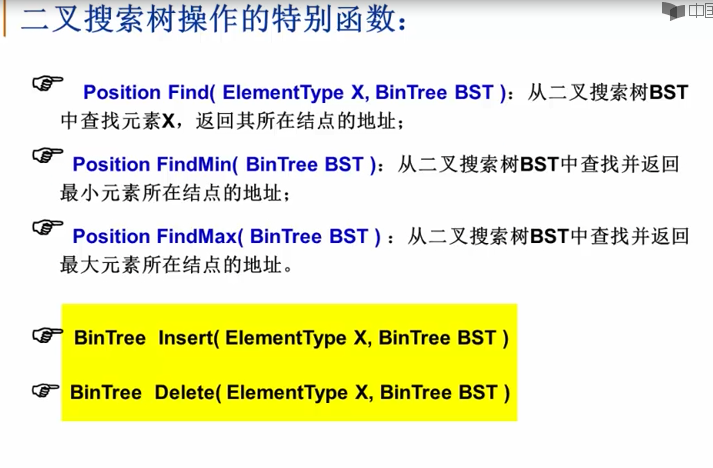 二叉搜索树操作的特别函数：
中国
Position Find( ElementType X, BinTree BST )：从二叉搜索树BST
中查找元素X，返回其所在结点的地址；
Position FindMin( BinTree BST )：从二叉搜索树BST中查找并返回
最小元素所在结点的地址；
Position FindMax( BinTree BST ) ：从二叉搜索树BST中查找并返回
最大元素所在结点的地址。
BinTree Insert( ElementType X, BinTree BST )
BinTree Delete( ElementType X, BinTree BST )